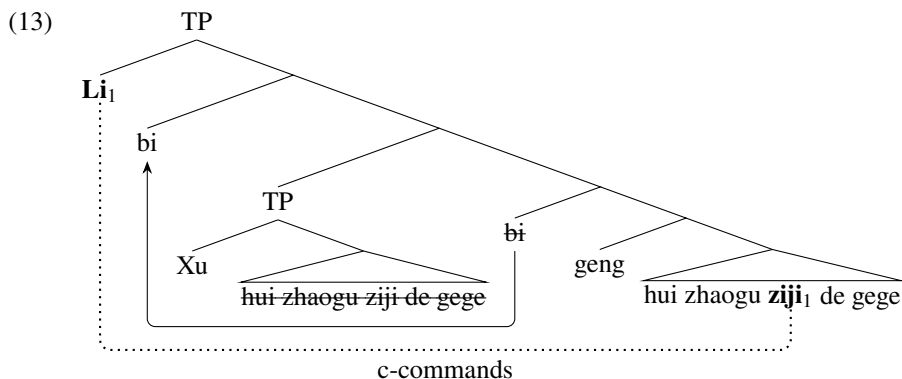 (13) TP
Li1
bi
TP
bi
Xu
geng
hui zhaogu ziji de gege
hui zhaogu ziji1 de gege
c-commands